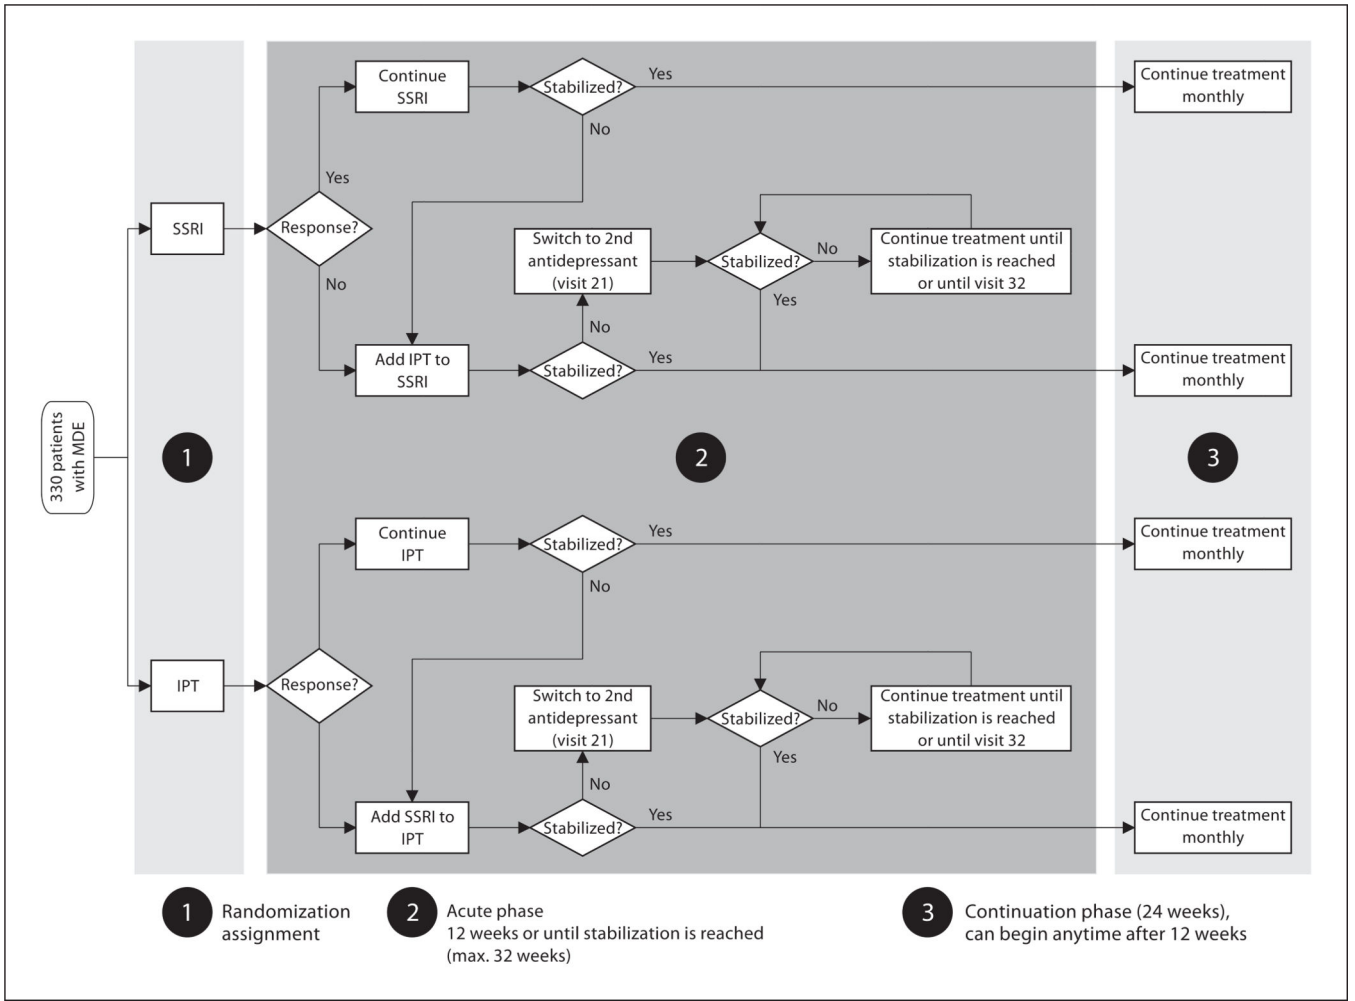 330 patients
with MDE
1
SSRI
IPT
Response?
Yes
No
Continue
SSRI
Stabilized?
Yes
No
Add IPT to
SSRI
Stabilized?
Yes
No
Switch to 2nd
antidepressant
(visit 21)
Stabilized?
No
Yes
Continue treatment until
stabilization is reached
or until visit 32
2
Continue treatment
monthly
Continue treatment
monthly
3
Response?
Continue
IPT
Stabilized?
Yes
No
Add SSRI to
IPT
Stabilized?
Yes
No
Switch to 2nd
antidepressant
(visit 21)
Stabilized?
No
Yes
Continue treatment until
stabilization is reached
or until visit 32
Continue treatment
monthly
Continue treatment
monthly
1
Randomization
assignment
2
Acute phase
12 weeks or until stabilization is reached
(max. 32 weeks)
3
Continuation phase (24 weeks),
can begin anytime after 12 weeks